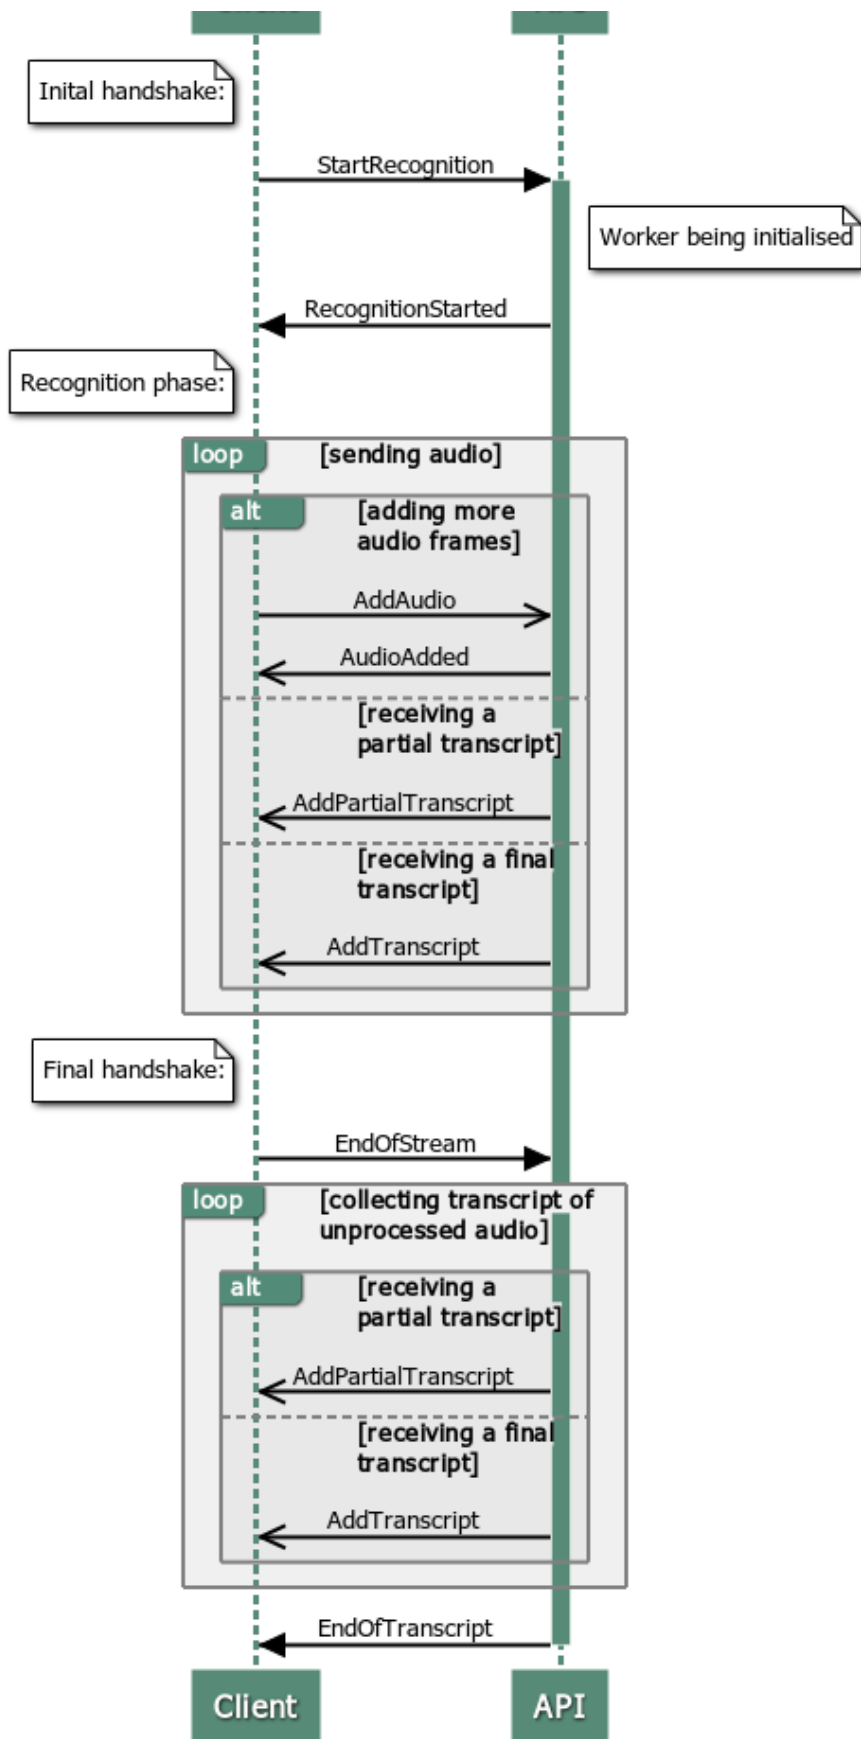 Inital handshake:
StartRecognition
Worker being initialised
RecognitionStarted
Recognition phase:
loop [sending audio]
alt [adding more
audio frames]
AddAudio
AudioAdded
[receiving a
partial transcript]
AddPartialTranscript
[receiving a final
transcript]
AddTranscript
Final handshake:
EndOfStream
loop [collecting transcript of
unprocessed audio]
alt [receiving a
partial transcript]
AddPartialTranscript
[receiving a final
transcript]
AddTranscript
EndOfTranscript
Client API